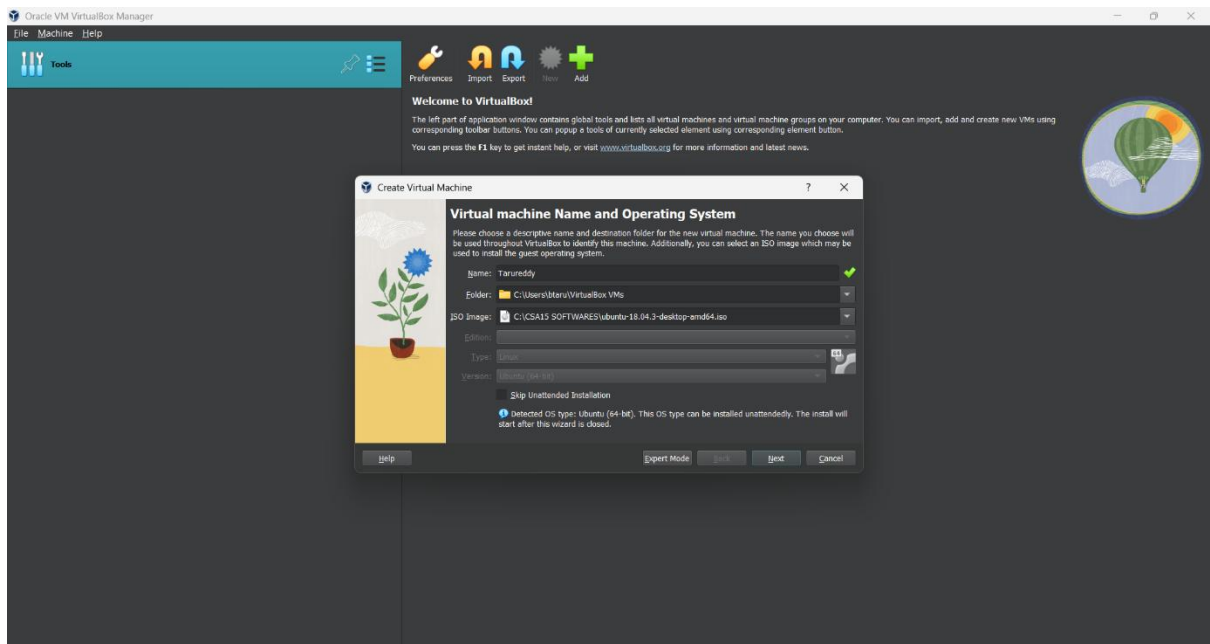 Oracle VM VirtualBox Manager
File Machine Help
Tools
Preferences Import Export New Add
Welcome to VirtualBox!
The left part of application window contains global tools and lists all virtual machines and virtual machine groups on your computer. You can import, add and create new VMs using
corresponding toolbar buttons. You can popup a tools of currently selected element using corresponding element button.
You can press the F1 key to get instant help, or visit www.virtualbox.org for more information and latest news.
Create Virtual Machine ?
Virtual machine Name and Operating System
Please choose a descriptive name and destination folder for the new virtual machine. The name you choose will
be used throughout VirtualBox to identify this machine. Additionally, you can select an ISO image which may be
used to install the guest operating system.
Name: Tarureddy
Folder: C:\Users\btaru\VirtualBox VMs
ISO Image: C:\CSA15 SOFTWARES\ubuntu-18.04.3-desktop-amd64.iso
Edition:
Type: Linux
64
Version: Ubuntu (64-bit)
Skip Unattended Installation
Detected OS type: Ubuntu (64-bit). This OS type can be installed unattendedly. The install will
start after this wizard is closed.
Help Expert Mode Back Next Cancel